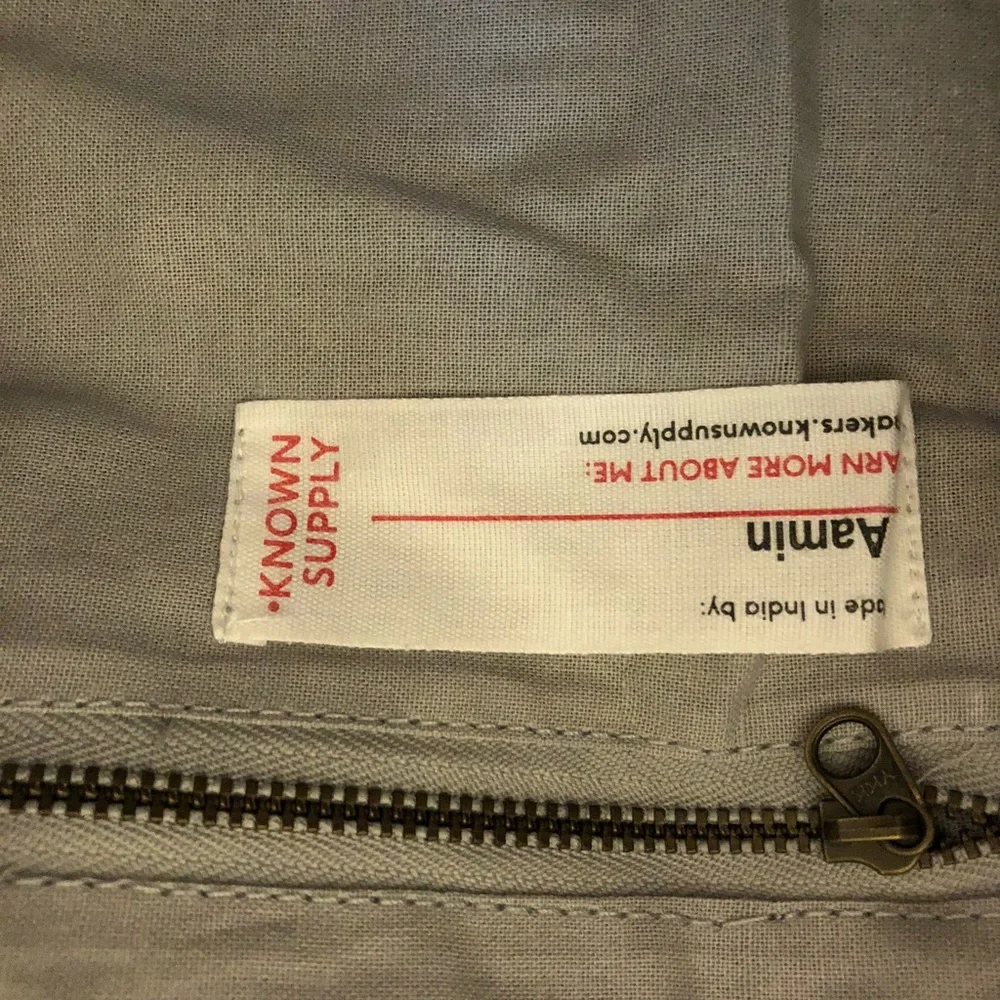 ade in India by:
Aamin
ARN MORE ABOUT ME:
akers.knownsupply.com
•KNOWN
SUPPLY